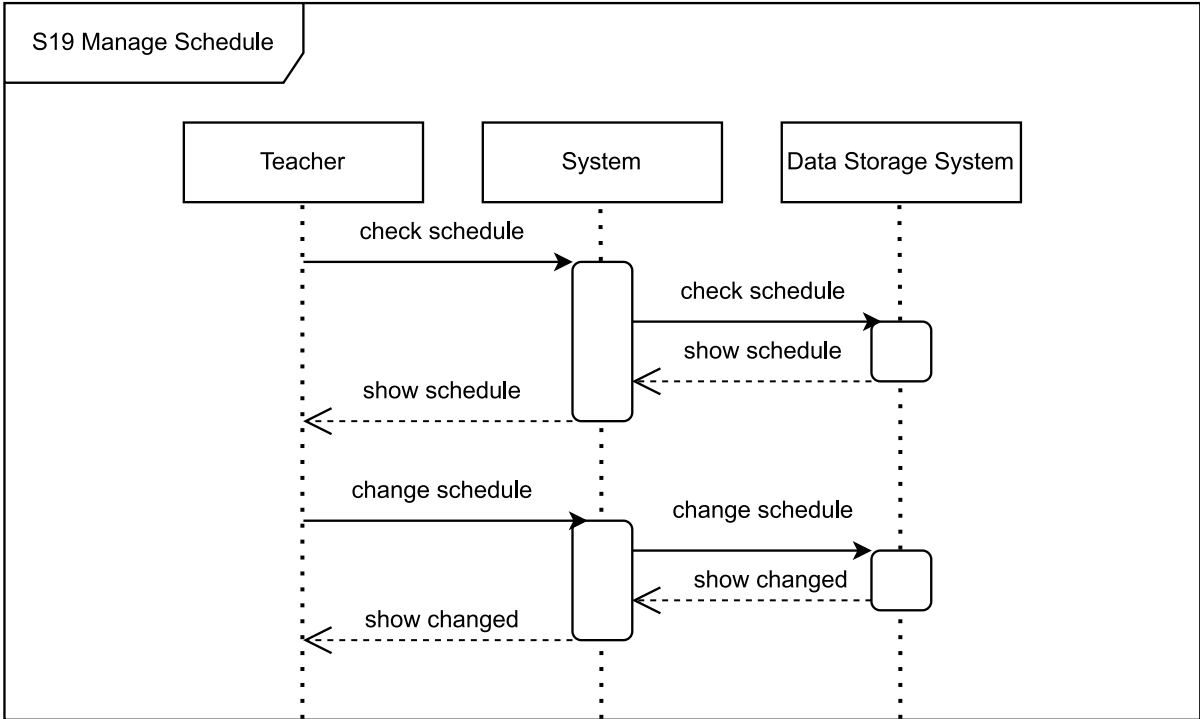 S19 Manage Schedule
Teacher
System
Data Storage System
check schedule
check schedule
show schedule
show schedule
change schedule
change schedule
show changed
show changed